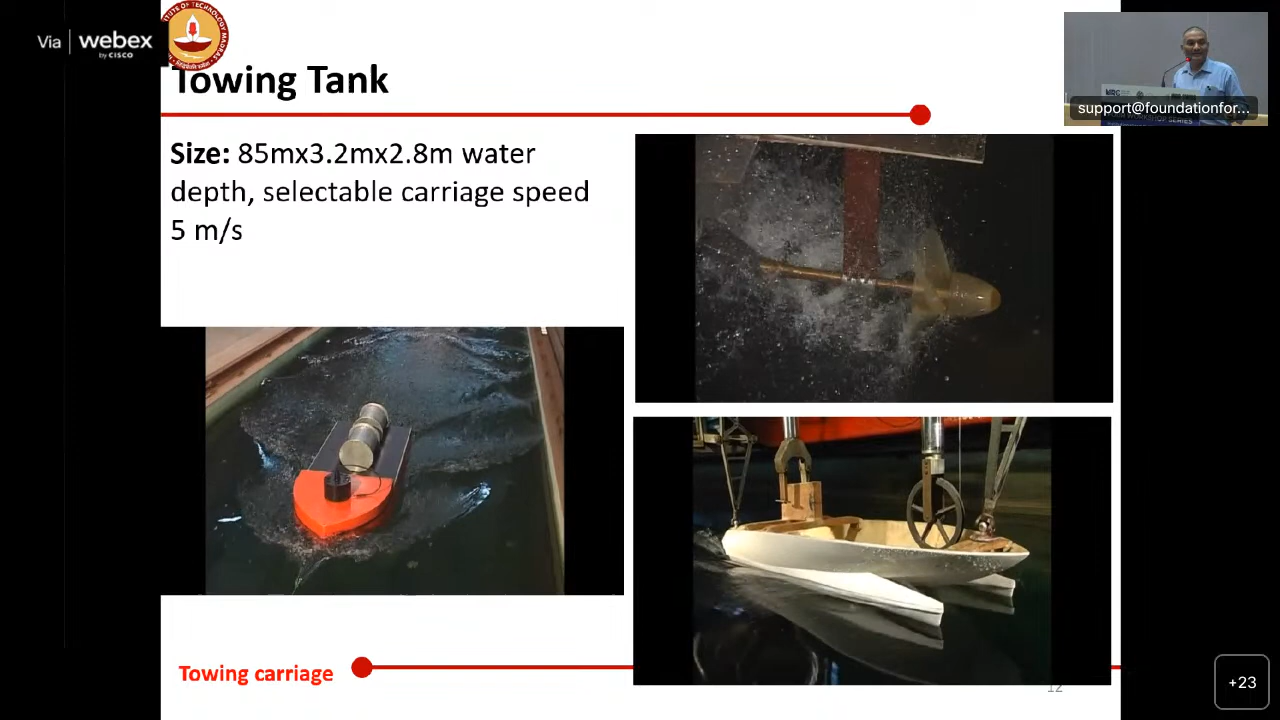 Via webex
by CISCO
Towing Tank
Size: 85mx3.2mx2.8m water
depth, selectable carriage speed
5 m/s
support@foundationfor...
Towing carriage
12
+23